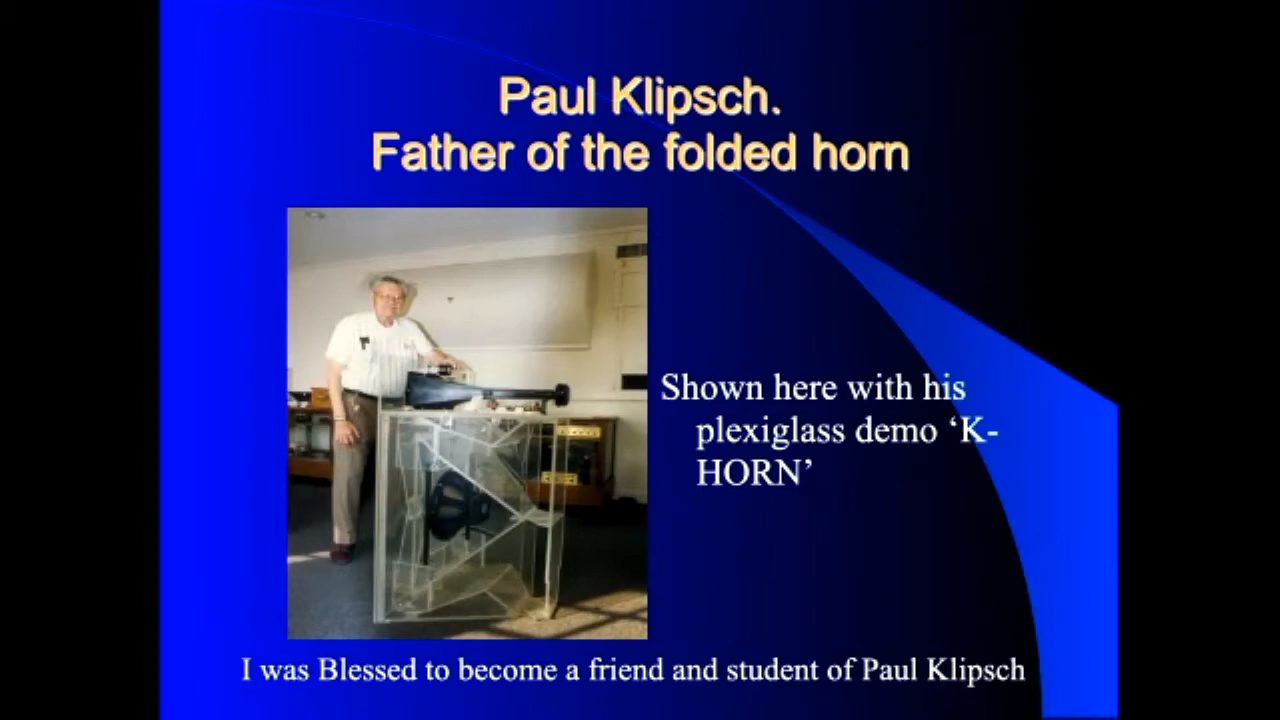 Paul Klipsch.
Father of the folded horn
Shown here with his
plexiglass demo ‘K-
HORN’
I was Blessed to become a friend and student of Paul Klipsch